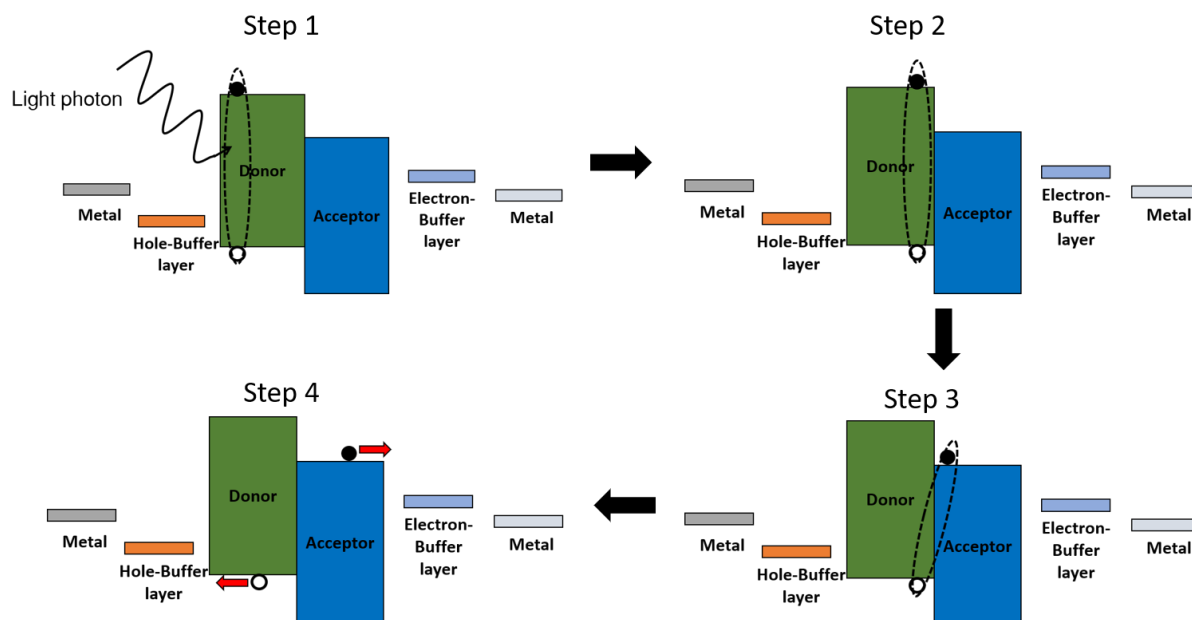 Step 1
Light photon
Donor
Acceptor
Metal
Hole-Buffer
layer
Electron-
Buffer
layer
Metal
Step 2
Donor
Acceptor
Metal
Hole-Buffer
layer
Electron-
Buffer
layer
Metal
Step 3
Donor
Acceptor
Metal
Hole-Buffer
layer
Electron-
Buffer
layer
Metal
Step 4
Donor
Acceptor
Metal
Hole-Buffer
layer
Electron-
Buffer
layer
Metal